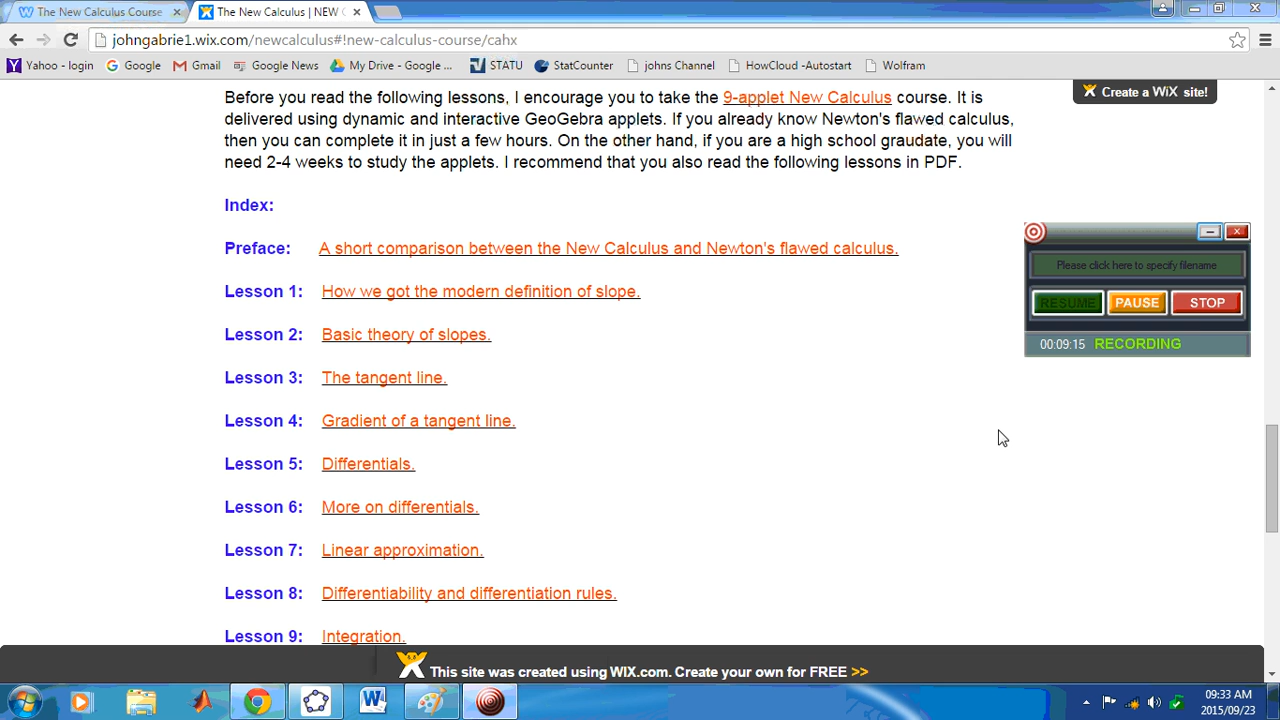 The New Calculus Course
The New Calculus | NEW C
johngabrie1.wix.com/newcalculus#!new-calculus-course/cahx
Yahoo - login
Google
Gmail
Google News
My Drive - Google ...
STATU
StatCounter
johns Channel
HowCloud -Autostart
Wolfram
Create a WiX site!
Before you read the following lessons, I encourage you to take the 9-applet New Calculus course. It is
delivered using dynamic and interactive GeoGebra applets. If you already know Newton's flawed calculus,
then you can complete it in just a few hours. On the other hand, if you are a high school graudate, you will
need 2-4 weeks to study the applets. I recommend that you also read the following lessons in PDF.
Index:
Preface: A short comparison between the New Calculus and Newton's flawed calculus.
Lesson 1: How we got the modern definition of slope.
Lesson 2: Basic theory of slopes.
Lesson 3: The tangent line.
Lesson 4: Gradient of a tangent line.
Lesson 5: Differentials.
Lesson 6: More on differentials.
Lesson 7: Linear approximation.
Lesson 8: Differentiability and differentiation rules.
Lesson 9: Integration.
Please click here to specify filename
RESUME PAUSE STOP
00:09:15 RECORDING
This site was created using WIX.com. Create your own for FREE >>
09:33 AM
2015/09/23